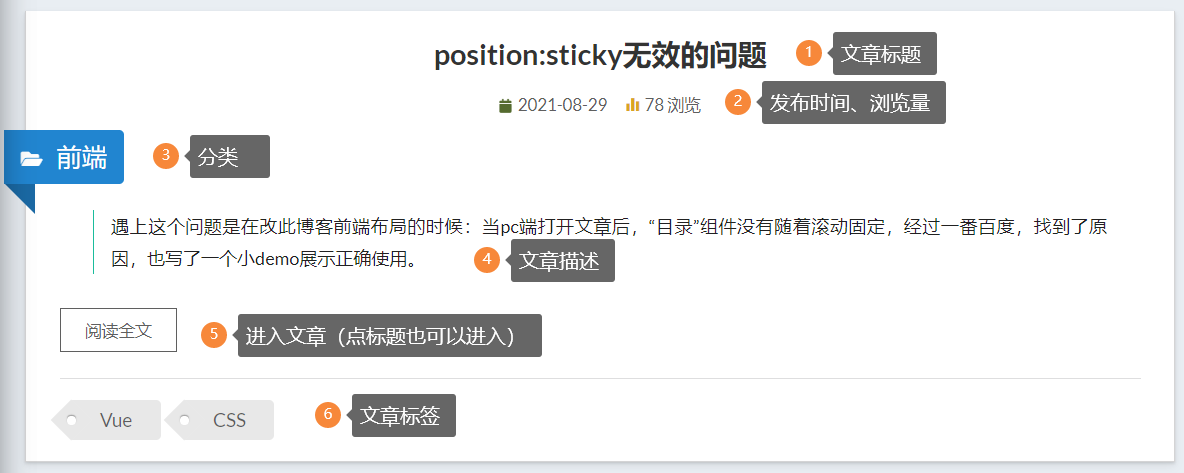 position:sticky无效的问题 1 文章标题
2021-08-29 78 浏览 2 发布时间、浏览量
前端 3 分类
遇上这个问题是在改此博客前端布局的时候：当pc端打开文章后，“目录”组件没有随着滚动固定，经过一番百度，找到了原
因，也写了一个小demo展示正确使用。 4 文章描述
阅读全文 5 进入文章（点标题也可以进入）
Vue CSS 6 文章标签